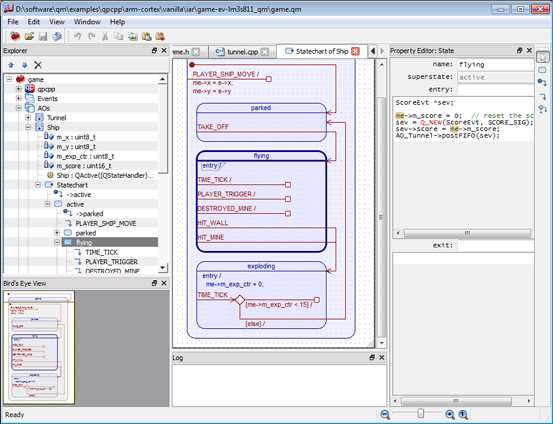 D:\software\qm\examples\qpcpp\arm-cortex\vanilla\iar\game-ev-lm3s811_qm\game.qm
File View Window Help
Explorer
game
qpcpp
Events
AOs
Tunnel
Ship
m_x : uint8_t
m_y : uint8_t
m_exp_ctr : uint8_t
m_score : uint16_t
Ship : QActive((QStateHandler)...
Statechart
->active
active
->parked
PLAYER_SHIP_MOVE
parked
flying
TIME_TICK
PLAYER_TRIGGER
DESTROYED_MINE
Bird's Eye View
me.h
tunnel.cpp
Statechart of Ship
PLAYER_SHIP_MOVE /
me->x = e->x;
me->y = e->y
parked
TAKE_OFF
flying
entry /
TIME_TICK /
PLAYER_TRIGGER /
DESTROYED_MINE /
HIT_WALL
HIT_MINE
exploding
entry /
me->m_exp_ctr = 0;
TIME_TICK
[me->m_exp_ctr < 15] /
[else] /
Log
Property Editor: State
name: flying
superstate: active
entry:
ScoreEvt *sev;
me->m_score = 0; // reset the sc
sev = Q_NEW(ScoreEvt, SCORE_SIG);
sev->score = me->m_score;
AO_Tunnel->postFIFO(sev);
exit:
Ready